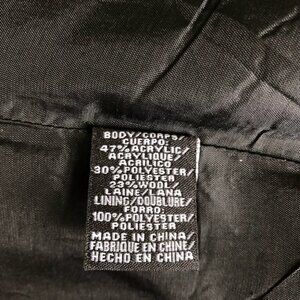 BODY/CORPS/
CUERPO:
47% ACRYLIC/
ACRYLIQUE/
ACRILICO
30% POLYESTER/
POLIESTER
23% WOOL/
LAINE/LANA
LINING/DOUBLURE/
FORRO:
100% POLYESTER/
POLIESTER
MADE IN CHINA/
FABRIQUE EN CHINE/
HECHO EN CHINA